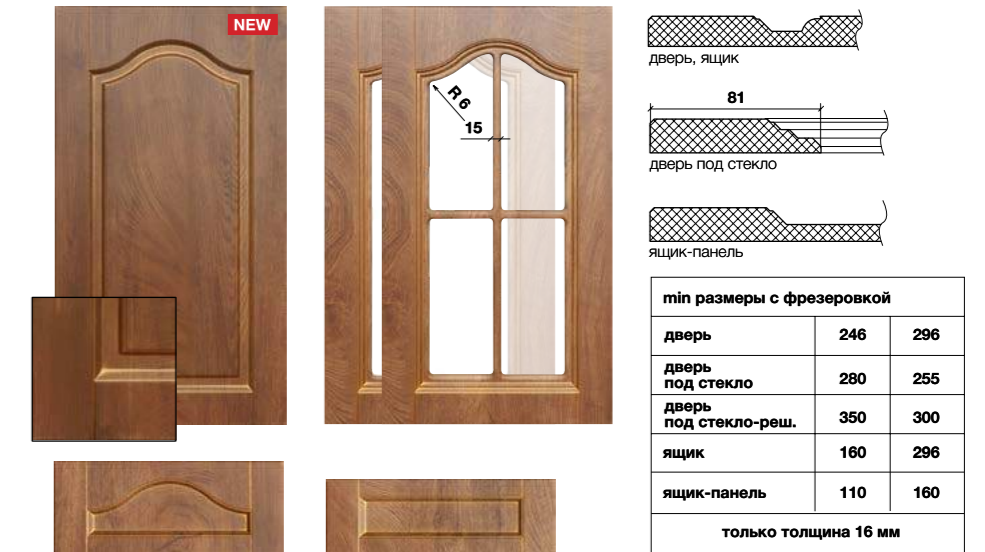 NEW
R 6
15
дверь, ящик
81
дверь под стекло
ящик-панель
min размеры с фрезеровкой
дверь 246 296
дверь
под стекло 280 255
дверь
под стекло-реш. 350 300
ящик 160 296
ящик-панель 110 160
только толщина 16 мм